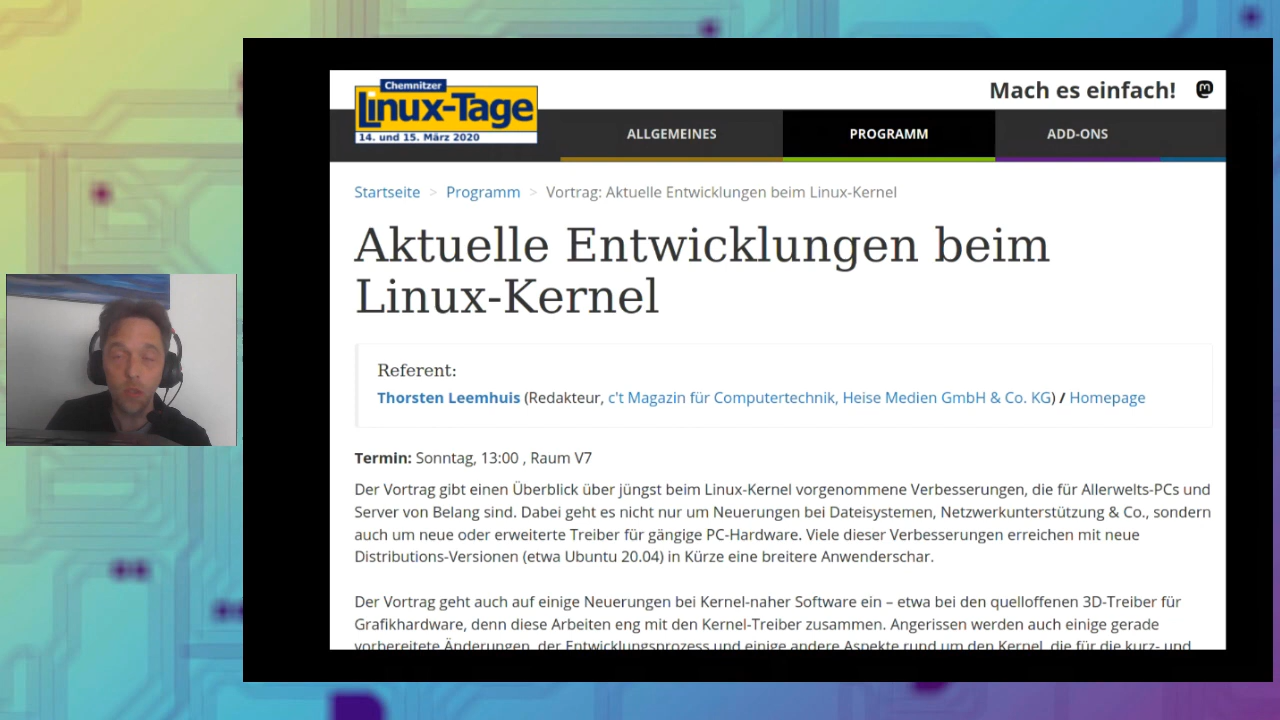 Chemnitzer
Linux-Tage
14. und 15. März 2020
Mach es einfach!
ALLGEMEINES
PROGRAMM
ADD-ONS
Startseite > Programm > Vortrag: Aktuelle Entwicklungen beim Linux-Kernel
Aktuelle Entwicklungen beim
Linux-Kernel
Referent:
Thorsten Leemhuis (Redakteur, c't Magazin für Computertechnik, Heise Medien GmbH & Co. KG) / Homepage
Termin: Sonntag, 13:00 , Raum V7
Der Vortrag gibt einen Überblick über jüngst beim Linux-Kernel vorgenommene Verbesserungen, die für Allerwelts-PCs und
Server von Belang sind. Dabei geht es nicht nur um Neuerungen bei Dateisystemen, Netzwerkunterstützung & Co., sondern
auch um neue oder erweiterte Treiber für gängige PC-Hardware. Viele dieser Verbesserungen erreichen mit neue
Distributions-Versionen (etwa Ubuntu 20.04) in Kürze eine breitere Anwenderschar.
Der Vortrag geht auch auf einige Neuerungen bei Kernel-naher Software ein – etwa bei den quelloffenen 3D-Treiber für
Grafikhardware, denn diese Arbeiten eng mit den Kernel-Treiber zusammen. Angerissen werden auch einige gerade
vorbereitete Änderungen, der Entwicklungsprozess und einige andere Aspekte rund um den Kernel, die für die kurz- und